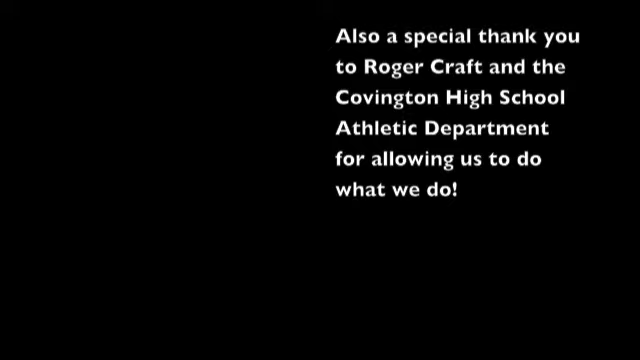 Also a special thank you
to Roger Craft and the
Covington High School
Athletic Department
for allowing us to do
what we do!